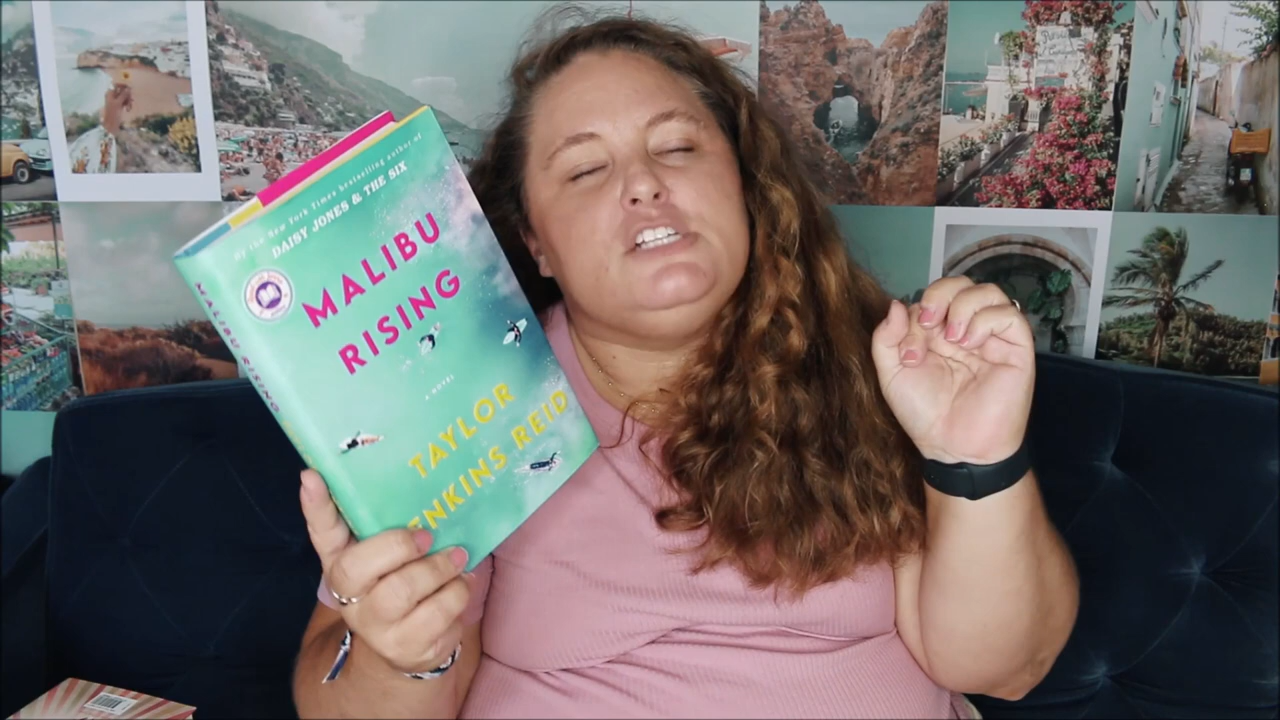 By the New York Times bestselling author of
DAISY JONES & THE SIX
MALIBU
RISING
A NOVEL
TAYLOR
ENKINS REID
MALIBU RISING